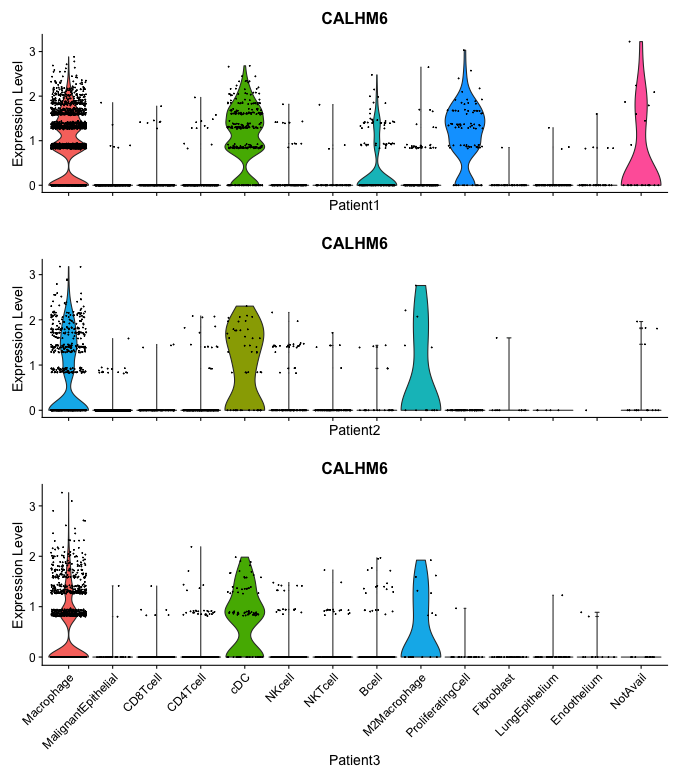 CALHM6
Expression Level
3
2
1
0
Patient1
CALHM6
Expression Level
3
2
1
0
Patient2
CALHM6
Expression Level
3
2
1
0
Macrophage
MalignantEpithelial
CD8Tcell
CD4Tcell
cDC
NKcell
NKTcell
Bcell
M2Macrophage
ProliferatingCell
Fibroblast
LungEpithelium
Endothelium
NotAvail
Patient3